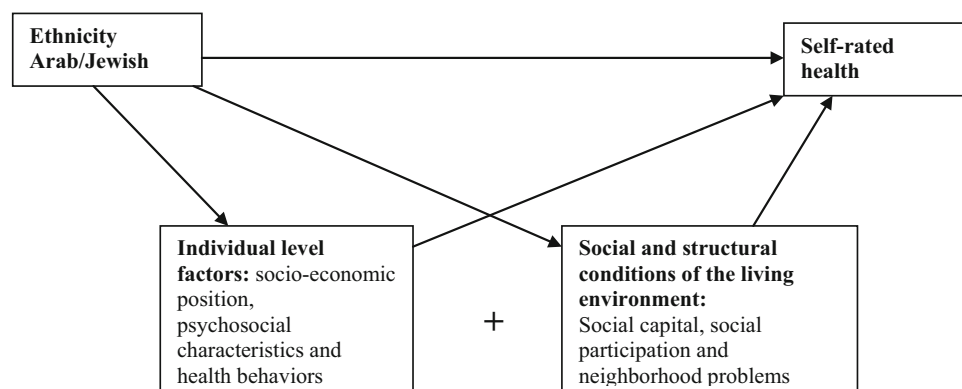 Ethnicity
Arab/Jewish
Self-rated
health
Individual level
factors: socio-economic
position,
psychosocial
characteristics and
health behaviors
+
Social and structural
conditions of the living
environment:
Social capital, social
participation and
neighborhood problems